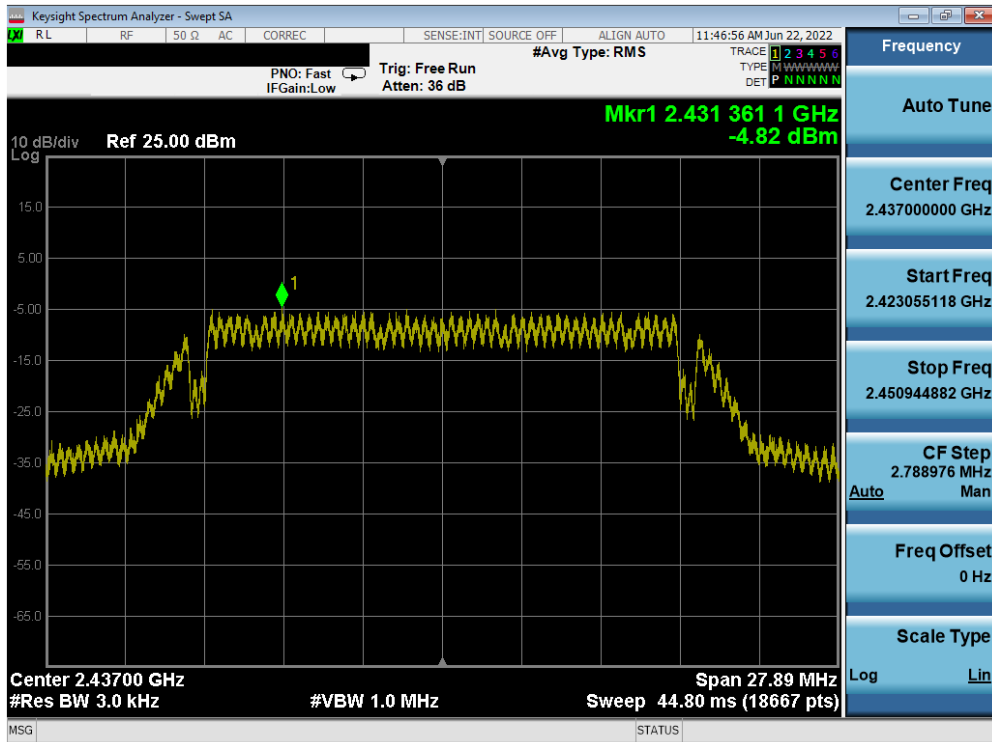 Keysight Spectrum Analyzer - Swept SA
LXI RL RF 50 Ω AC CORREC SENSE:INT SOURCE OFF ALIGN AUTO 11:46:56 AM Jun 22, 2022
#Avg Type: RMS
TRACE 1 2 3 4 5 6
PNO: Fast Trig: Free Run
TYPE M W W W W W
IFGain:Low Atten: 36 dB
DET P N N N N N
Mkr1 2.431 361 1 GHz
-4.82 dBm
10 dB/div Ref 25.00 dBm
Log
15.0
5.00
1
-5.00
-15.0
-25.0
-35.0
-45.0
-55.0
-65.0
Center 2.43700 GHz Span 27.89 MHz
#Res BW 3.0 kHz #VBW 1.0 MHz Sweep 44.80 ms (18667 pts)
MSG STATUS
Frequency
Auto Tune
Center Freq
2.437000000 GHz
Start Freq
2.423055118 GHz
Stop Freq
2.450944882 GHz
CF Step
2.788976 MHz
Auto Man
Freq Offset
0 Hz
Scale Type
Log Lin